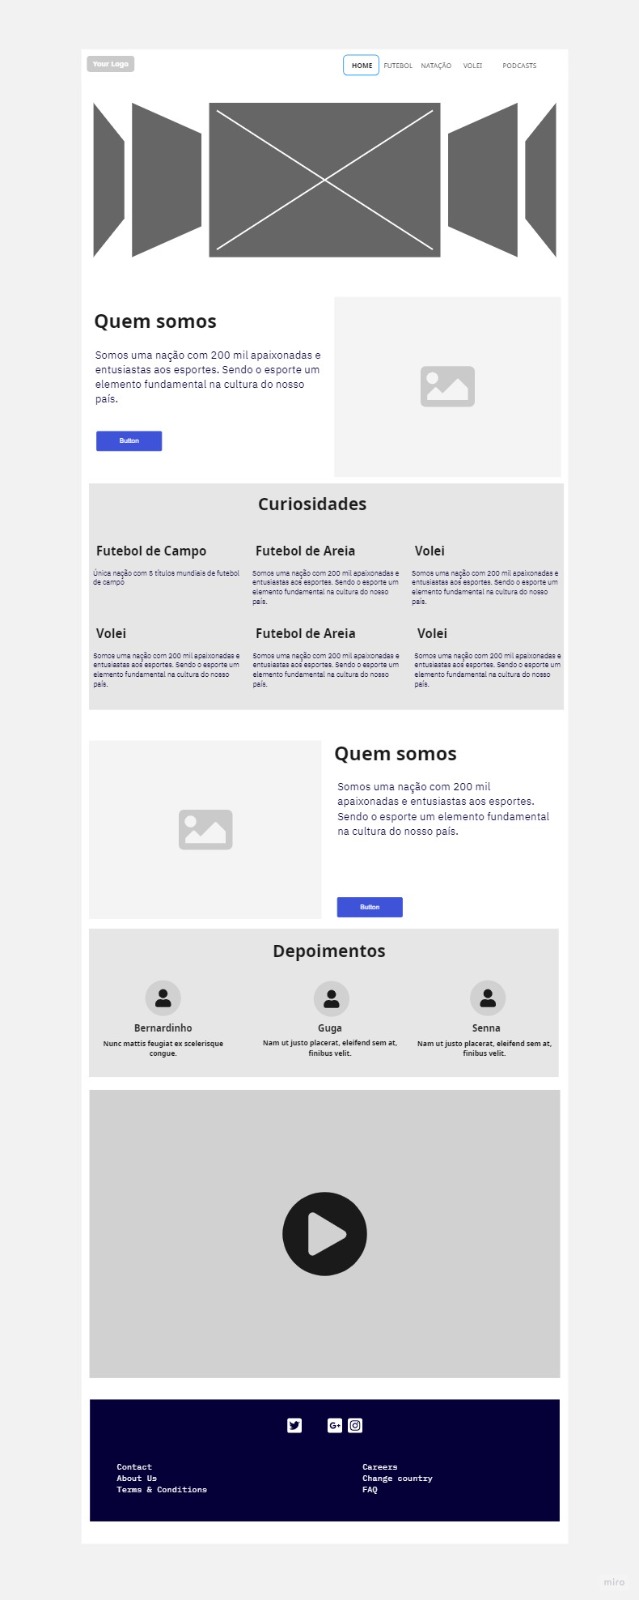 Your Logo
HOME FUTEBOL NATAÇÃO VOLEI PODCASTS
Quem somos
Somos uma nação com 200 mil apaixonadas e
entusiastas aos esportes. Sendo o esporte um
elemento fundamental na cultura do nosso
país.
Button
Curiosidades
Futebol de Campo
Única nação com 5 títulos mundiais de futebol
de campo
Futebol de Areia
Somos uma nação com 200 mil apaixonadas e
entusiastas aos esportes. Sendo o esporte um
elemento fundamental na cultura do nosso
país.
Volei
Somos uma nação com 200 mil apaixonadas e
entusiastas aos esportes. Sendo o esporte um
elemento fundamental na cultura do nosso
país.
Volei
Somos uma nação com 200 mil apaixonadas e
entusiastas aos esportes. Sendo o esporte um
elemento fundamental na cultura do nosso
país.
Futebol de Areia
Somos uma nação com 200 mil apaixonadas e
entusiastas aos esportes. Sendo o esporte um
elemento fundamental na cultura do nosso
país.
Volei
Somos uma nação com 200 mil apaixonadas e
entusiastas aos esportes. Sendo o esporte um
elemento fundamental na cultura do nosso
país.
Quem somos
Somos uma nação com 200 mil
apaixonadas e entusiastas aos esportes.
Sendo o esporte um elemento fundamental
na cultura do nosso país.
Button
Depoimentos
Bernardinho
Nunc mattis feugiat ex scelerisque
congue.
Guga
Nam ut justo placerat, eleifend sem at,
finibus velit.
Senna
Nam ut justo placerat, eleifend sem at,
finibus velit.
Contact
About Us
Terms & Conditions
Careers
Change country
FAQ
miro